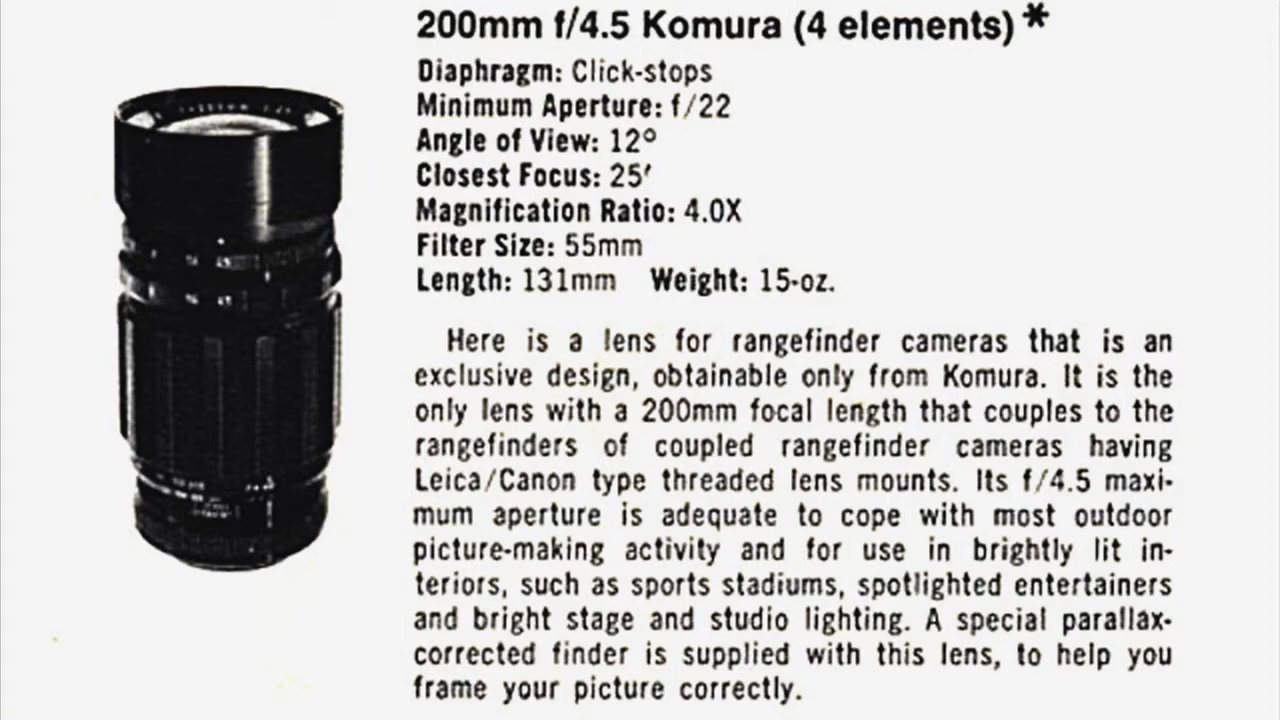 200mm f/4.5 Komura (4 elements)*
Diaphragm: Click-stops
Minimum Aperture: f/22
Angle of View: 12°
Closest Focus: 25′
Magnification Ratio: 4.0X
Filter Size: 55mm
Length: 131mm Weight: 15-oz.
Here is a lens for rangefinder cameras that is an
exclusive design, obtainable only from Komura. It is the
only lens with a 200mm focal length that couples to the
rangefinders of coupled rangefinder cameras having
Leica/Canon type threaded lens mounts. Its f/4.5 maxi-
mum aperture is adequate to cope with most outdoor
picture-making activity and for use in brightly lit in-
teriors, such as sports stadiums, spotlighted entertainers
and bright stage and studio lighting. A special parallax-
corrected finder is supplied with this lens, to help you
frame your picture correctly.